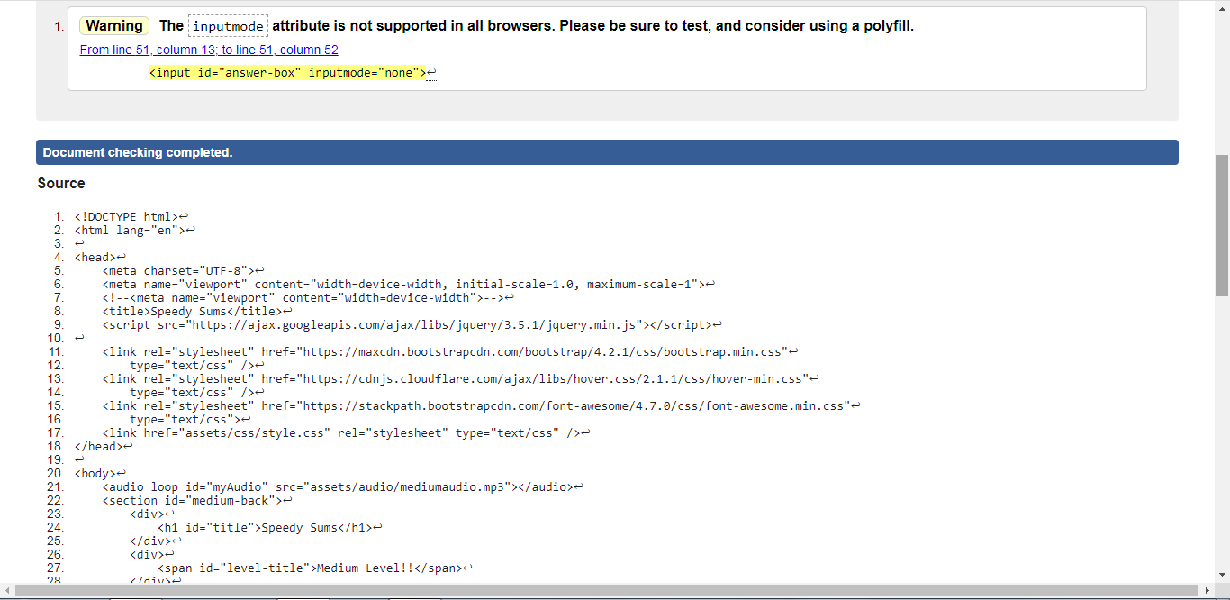 1. Warning The inputmode attribute is not supported in all browsers. Please be sure to test, and consider using a polyfill.
From line 51, column 13; to line 51, column 52
<input id="answer-box" inputmode="none">↩
Document checking completed.
Source
1. <!DOCTYPE html>↩
2. <html lang="en">↩
3. ↩
4. <head>↩
5. <meta charset="UTF-8">↩
6. <meta name="viewport" content="width=device-width, initial-scale=1.0, maximum-scale=1">↩
7. <!--<meta name="viewport" content="width=device-width">-->↩
8. <title>Speedy Sums</title>↩
9. <script src="https://ajax.googleapis.com/ajax/libs/jquery/3.5.1/jquery.min.js"></script>↩
10. ↩
11. <link rel="stylesheet" href="https://maxcdn.bootstrapcdn.com/bootstrap/4.2.1/css/bootstrap.min.css"↩
12. type="text/css" />↩
13. <link rel="stylesheet" href="https://cdnjs.cloudflare.com/ajax/libs/hover.css/2.1.1/css/hover-min.css"↩
14. type="text/css" />↩
15. <link rel="stylesheet" href="https://stackpath.bootstrapcdn.com/font-awesome/4.7.0/css/font-awesome.min.css"↩
16. type="text/css">↩
17. <link href="assets/css/style.css" rel="stylesheet" type="text/css" />↩
18. </head>↩
19. ↩
20. <body>↩
21. <audio loop id="myAudio" src="assets/audio/mediumaudio.mp3"></audio>↩
22. <section id="medium-back">↩
23. <div>↩
24. <h1 id="title">Speedy Sums</h1>↩
25. </div>↩
26. <div>↩
27. <span id="level-title">Medium Level!!</span>↩
28. </div>↩